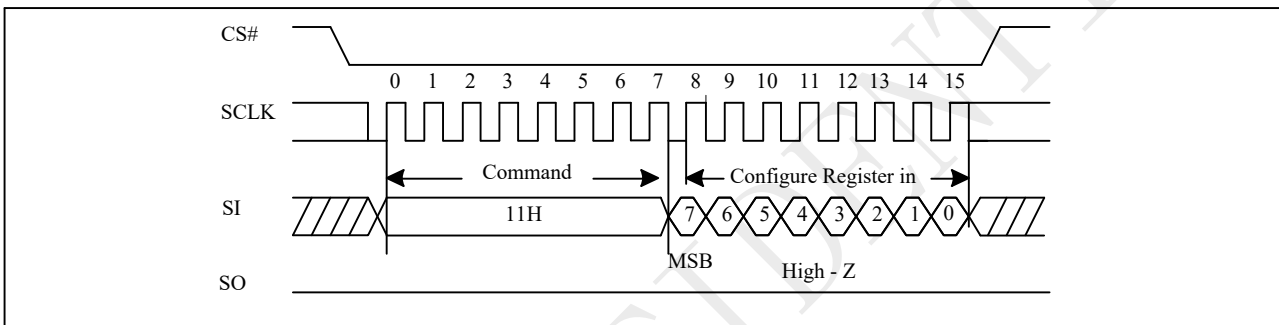 CS#
0 1 2 3 4 5 6 7 8 9 10 11 12 13 14 15
SCLK
Command
Configure Register in
SI
11H
7 6 5 4 3 2 1 0
MSB
High - Z
SO